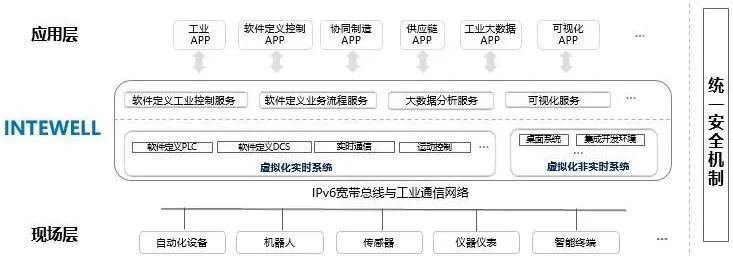 应用层
工业
APP
软件定义控制
APP
协同制造
APP
供应链
APP
工业大数据
APP
可视化
APP
...
INTEWELL
软件定义工业控制服务
软件定义业务流程服务
大数据分析服务
可视化服务
...
软件定义PLC
软件定义DCS
实时通信
运动控制
...
虚拟化实时系统
桌面系统
集成开发环境
...
虚拟化非实时系统
IPv6宽带总线与工业通信网络
现场层
自动化设备
机器人
传感器
仪器仪表
智能终端
...
统一安全机制